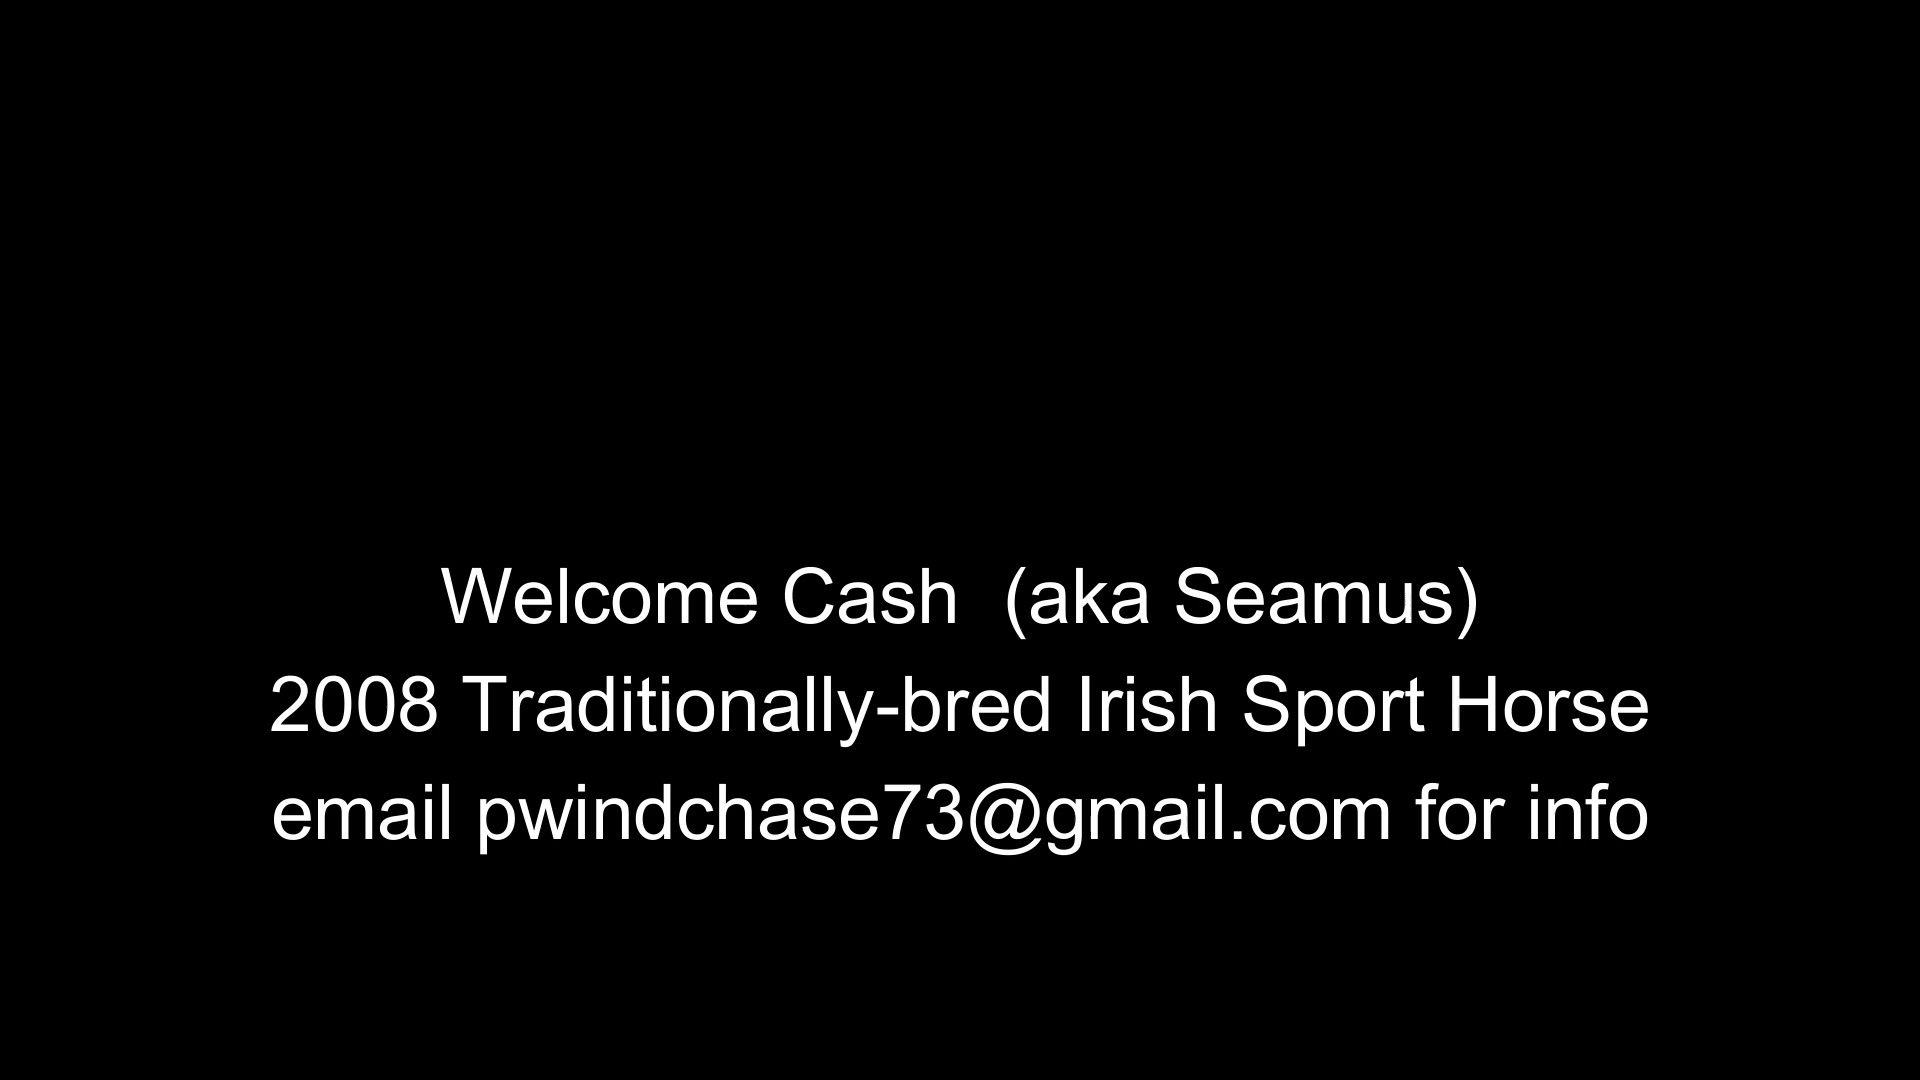 Welcome Cash  (aka Seamus)
2008 Traditionally-bred Irish Sport Horse
email pwindchase73@gmail.com for info